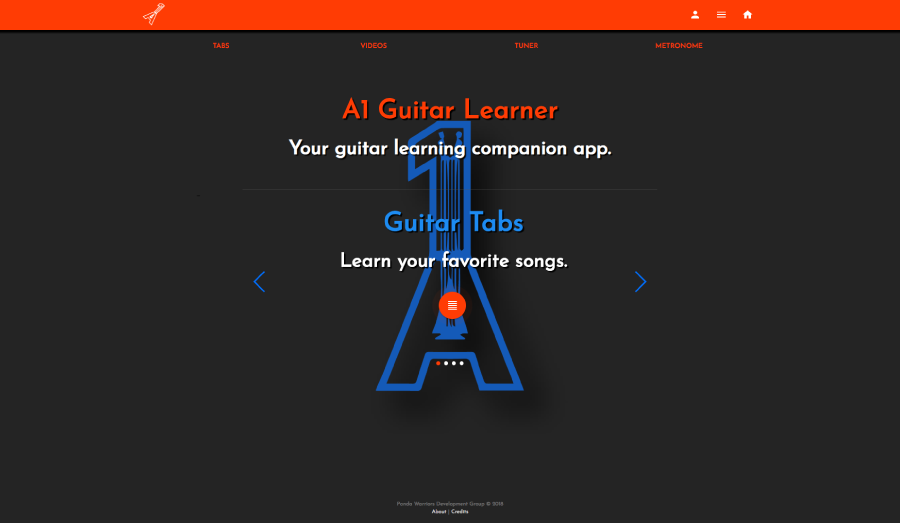 TABS VIDEOS TUNER METRONOME
A1 Guitar Learner
Your guitar learning companion app.
Guitar Tabs
Learn your favorite songs.
1
A
Panda Warriors Development Group © 2018
About | Credits